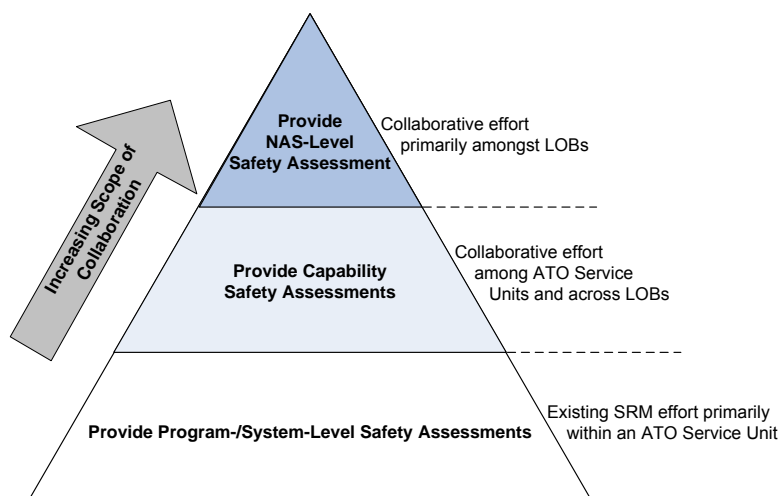 Provide
NAS-Level
Safety Assessment
Collaborative effort
primarily amongst LOBs
Increasing Scope of
Collaboration
Provide Capability
Safety Assessments
Collaborative effort
among ATO Service
Units and across LOBs
Provide Program-/System-Level Safety Assessments
Existing SRM effort primarily
within an ATO Service Unit